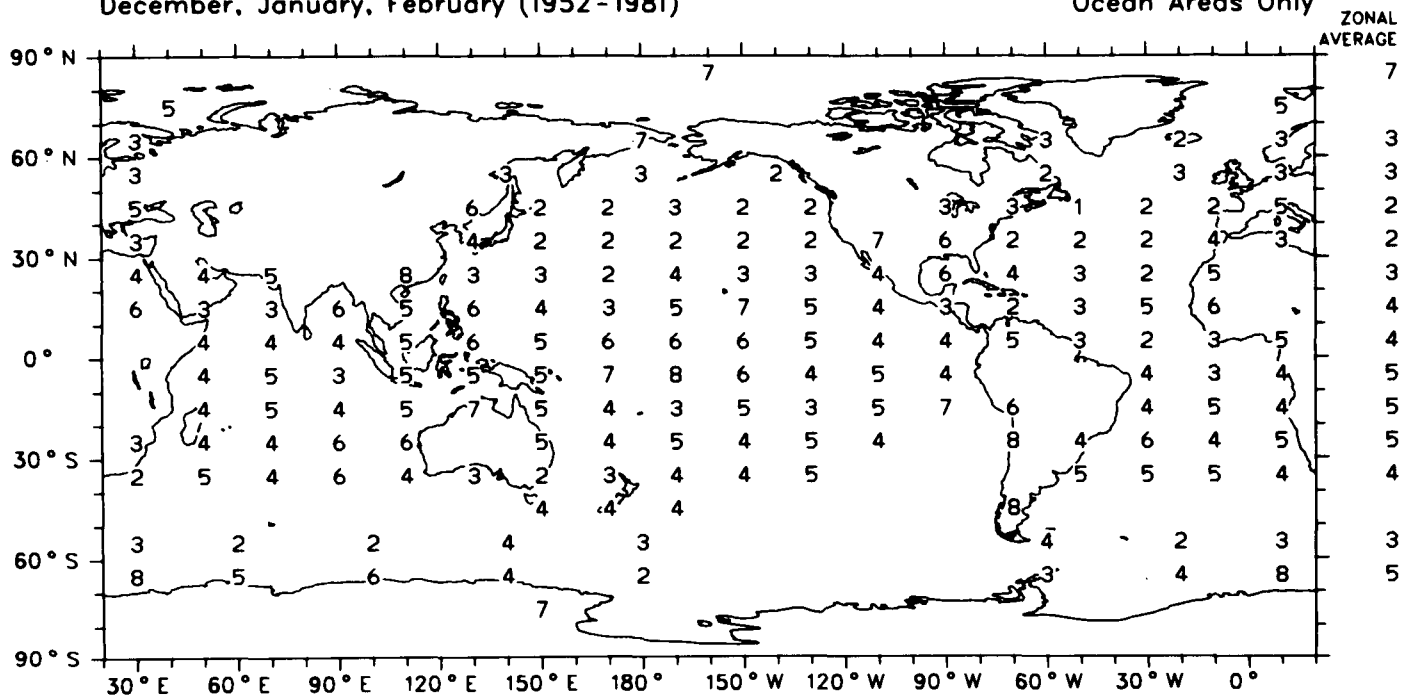 December, January, February (1952-1981) Ocean Areas Only
ZONAL
AVERAGE
90° N
7 7
5 5
3 7 3 2 3 3
60° N
3 3 3 2 2 3 3 3
5 6 2 2 3 2 2 3 3 1 2 2 5 2
3 4 2 2 2 2 2 7 6 2 2 2 4 3 2
30° N
4 4 5 8 3 3 2 4 3 3 4 6 4 3 2 5 3
6 3 3 6 5 6 4 3 5 7 5 4 3 2 3 5 6 4
4 4 4 5 6 5 6 6 6 5 4 4 5 3 2 3 5 4
0°
4 5 3 5 5 5 7 8 6 4 5 4 4 3 4 5
4 5 4 5 7 5 4 3 5 3 5 7 6 4 5 4 5
3 4 4 6 6 5 4 5 4 5 4 8 4 6 4 5 5
30° S
2 5 4 6 4 3 2 3 4 4 5 5 5 5 4 4
4 4 4 8
3 2 2 4 3 4 2 3 3
60° S
8 5 6 4 2 3 4 8 5
7
90° S
30° E 60° E 90° E 120° E 150° E 180° 150° W 120° W 90° W 60° W 30° W 0°